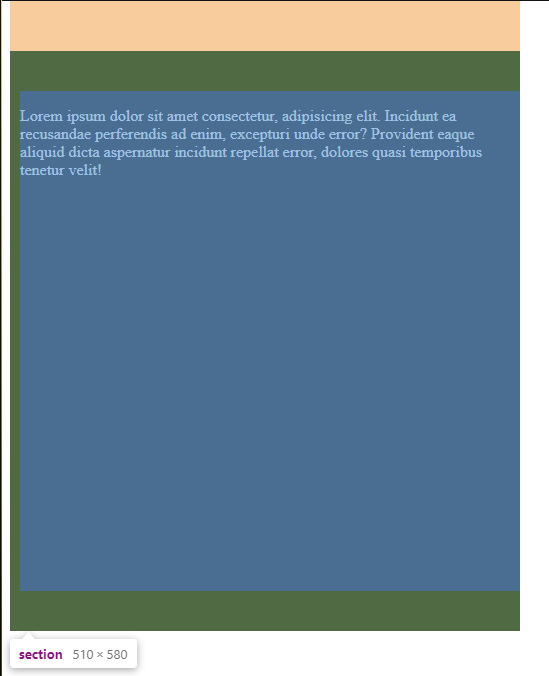 Lorem ipsum dolor sit amet consectetur, adipisicing elit. Incidunt ea
recusandae perferendis ad enim, excepturi unde error? Provident eaque
aliquid dicta aspernatur incidunt repellat error, dolores quasi temporibus
tenetur velit!
section 510 × 580